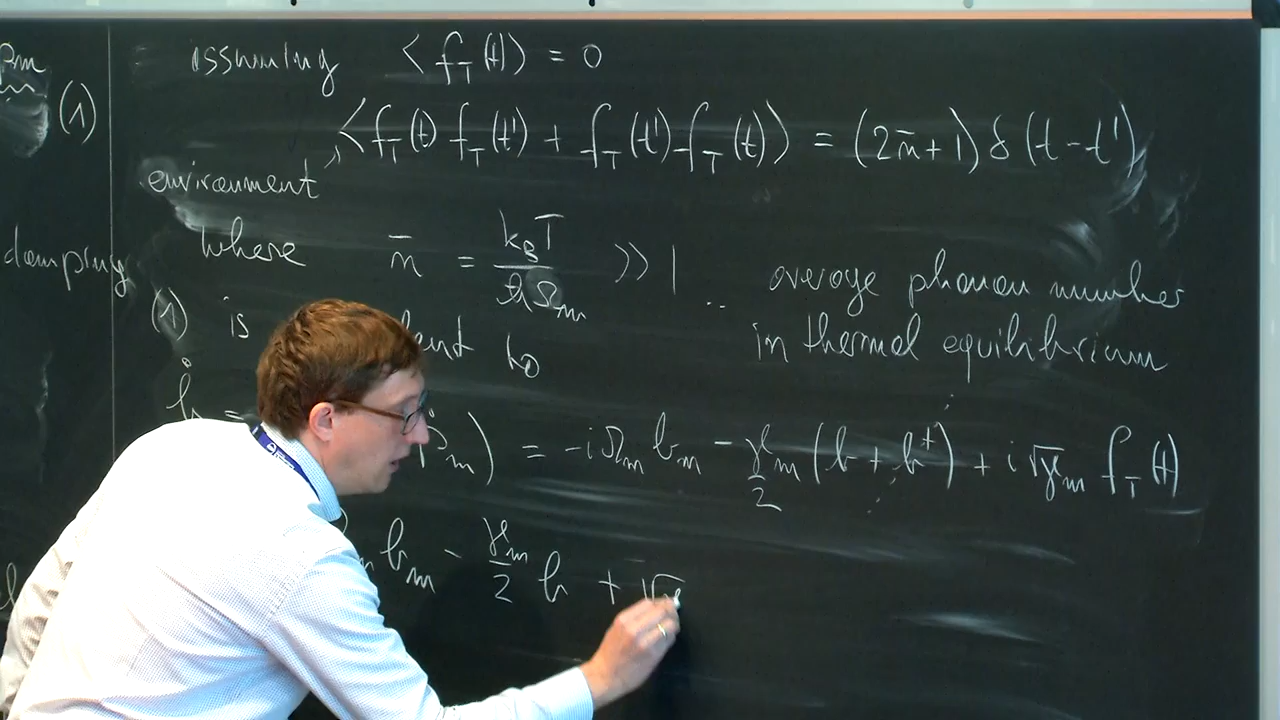 assuming ⟨f_T(t)⟩ = 0
(1)
⟨f_T(t) f_T(t') + f_T(t') f_T(t)⟩ = (2n̄+1) δ(t-t')
environment
damping
where n̄ = k_B T / ħΩ_m >> 1 .. average phonon number
in thermal equilibrium
(1) is to
ḃ = ) = -iΩ_m b_m - γ_m/2 (b + b†) + i√γ_m f_T(t)
b_m - γ_m/2 b + √